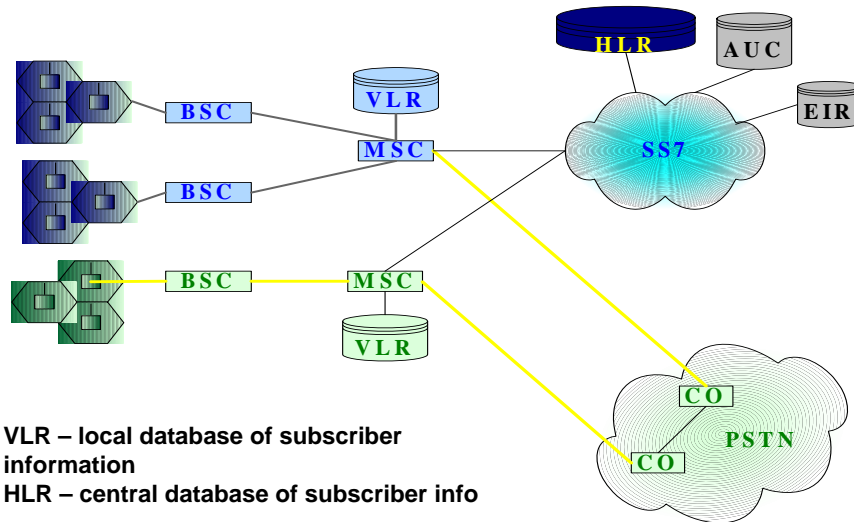 HLR
AUC
EIR
VLR
BSC
MSC
SS7
BSC
BSC
MSC
VLR
CO
PSTN
CO
VLR – local database of subscriber
information
HLR – central database of subscriber info